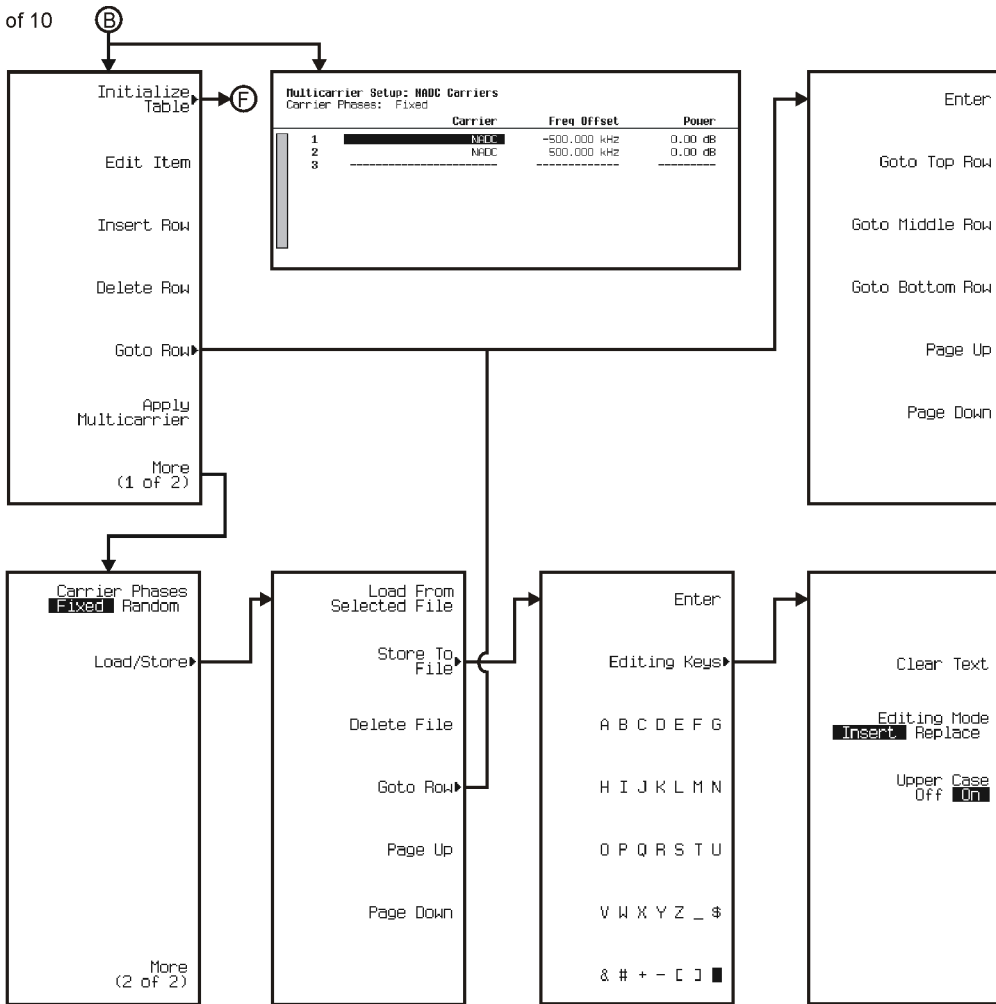 of 10
B
Initialize
Table
F
Edit Item
Insert Row
Delete Row
Goto Row
Apply
Multicarrier
More
(1 of 2)
Multicarrier Setup: NADC Carriers
Carrier Phases: Fixed
Carrier Freq Offset Power
1 NADC -500.000 kHz 0.00 dB
2 NADC 500.000 kHz 0.00 dB
3 -------------------- ------------ ---------
Enter
Goto Top Row
Goto Middle Row
Goto Bottom Row
Page Up
Page Down
Carrier Phases
Fixed Random
Load/Store
More
(2 of 2)
Load From
Selected File
Store To
File
Delete File
Goto Row
Page Up
Page Down
Enter
Editing Keys
A B C D E F G
H I J K L M N
O P Q R S T U
V W X Y Z _ $
& # + - [ ]
Clear Text
Editing Mode
Insert Replace
Upper Case
Off On